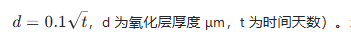 d = 0.1√t，d 为氧化层厚度 μm，t 为时间天数）。